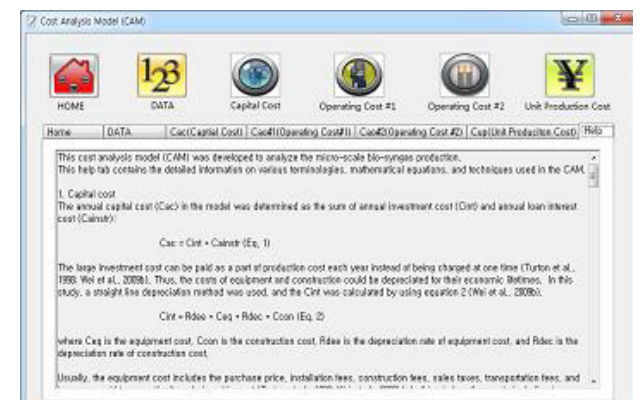 Cost Analysis Model (CAM)
123
¥
HOME
DATA
Capital Cost
Operating Cost #1
Operating Cost #2
Unit Production Cost
Home
DATA
Cac(Captial Cost)
Cao#1(Operating Cost#1)
Cao#2(Operating Cost #2)
Cup(Unit Produciton Cost)
Help
This cost analysis model (CAM) was developed to analyze the micro-scale bio-syngas production.
This help tab contains the detailed information on various terminologies, mathematical equations, and techniques used in the CAM.
1. Capital cost
The annual capital cost (Cac) in the model was determined as the sum of annual investment cost (Cint) and annual loan interest
cost (Cainstr):
Cac = Cint + Cainstr (Eq. 1)
The large investment cost can be paid as a part of production cost each year instead of being charged at one time (Turton et al.,
1998; Wei et al., 2009b). Thus, the costs of equipment and construction could be depreciated for their economic lifetimes. In this
study, a straight line depreciation method was used, and the Cint was calculated by using equation 2 (Wei et al., 2009b).
Cint = Rdee * Ceq + Rdec * Ccon (Eq. 2)
where Ceq is the equipment cost, Ccon is the construction cost, Rdee is the depreciation rate of equipment cost, and Rdec is the
depreciation rate of construction cost.
Usually, the equipment cost includes the purchase price, installation fees, construction fees, sales taxes, transportation fees, and